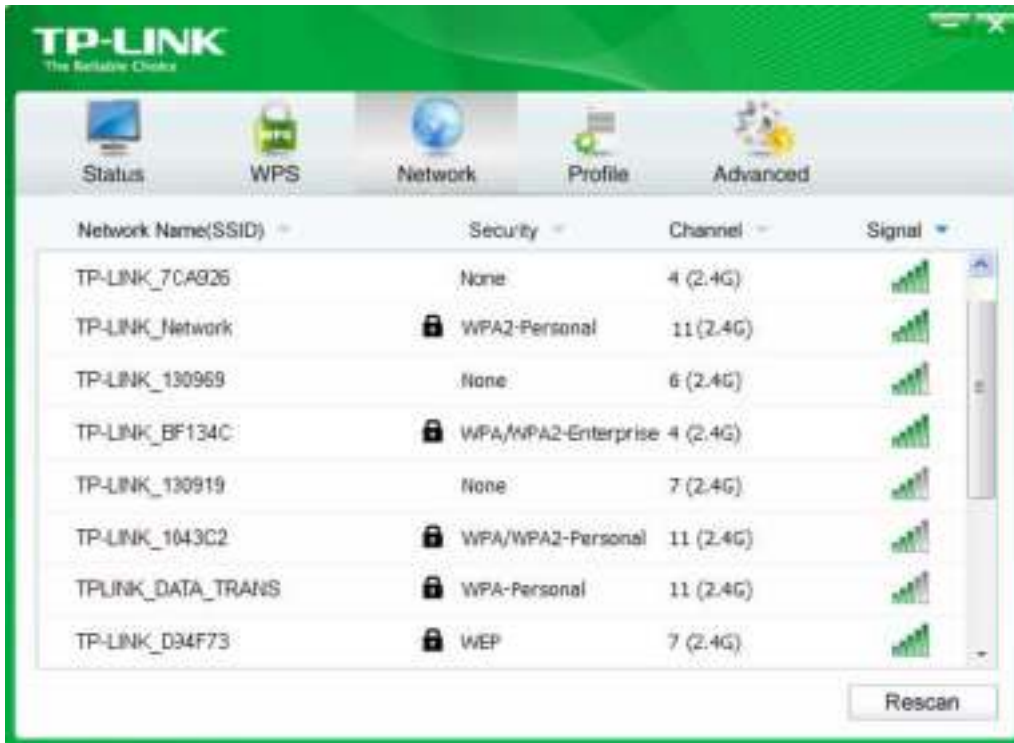 TP-LINK
The Reliable Choice
Status WPS Network Profile Advanced
Network Name(SSID) Security Channel Signal
TP-LINK_7CA926 None 4 (2.4G)
TP-LINK_Network WPA2-Personal 11(2.4G)
TP-LINK_130969 None 6 (2.4G)
TP-LINK_BF134C WPA/WPA2-Enterprise 4 (2.4G)
TP-LINK_130919 None 7 (2.4G)
TP-LINK_1043C2 WPA/WPA2-Personal 11 (2.4G)
TPLINK_DATA_TRANS WPA-Personal 11 (2.4G)
TP-LINK_D94F73 WEP 7 (2.4G)
Rescan